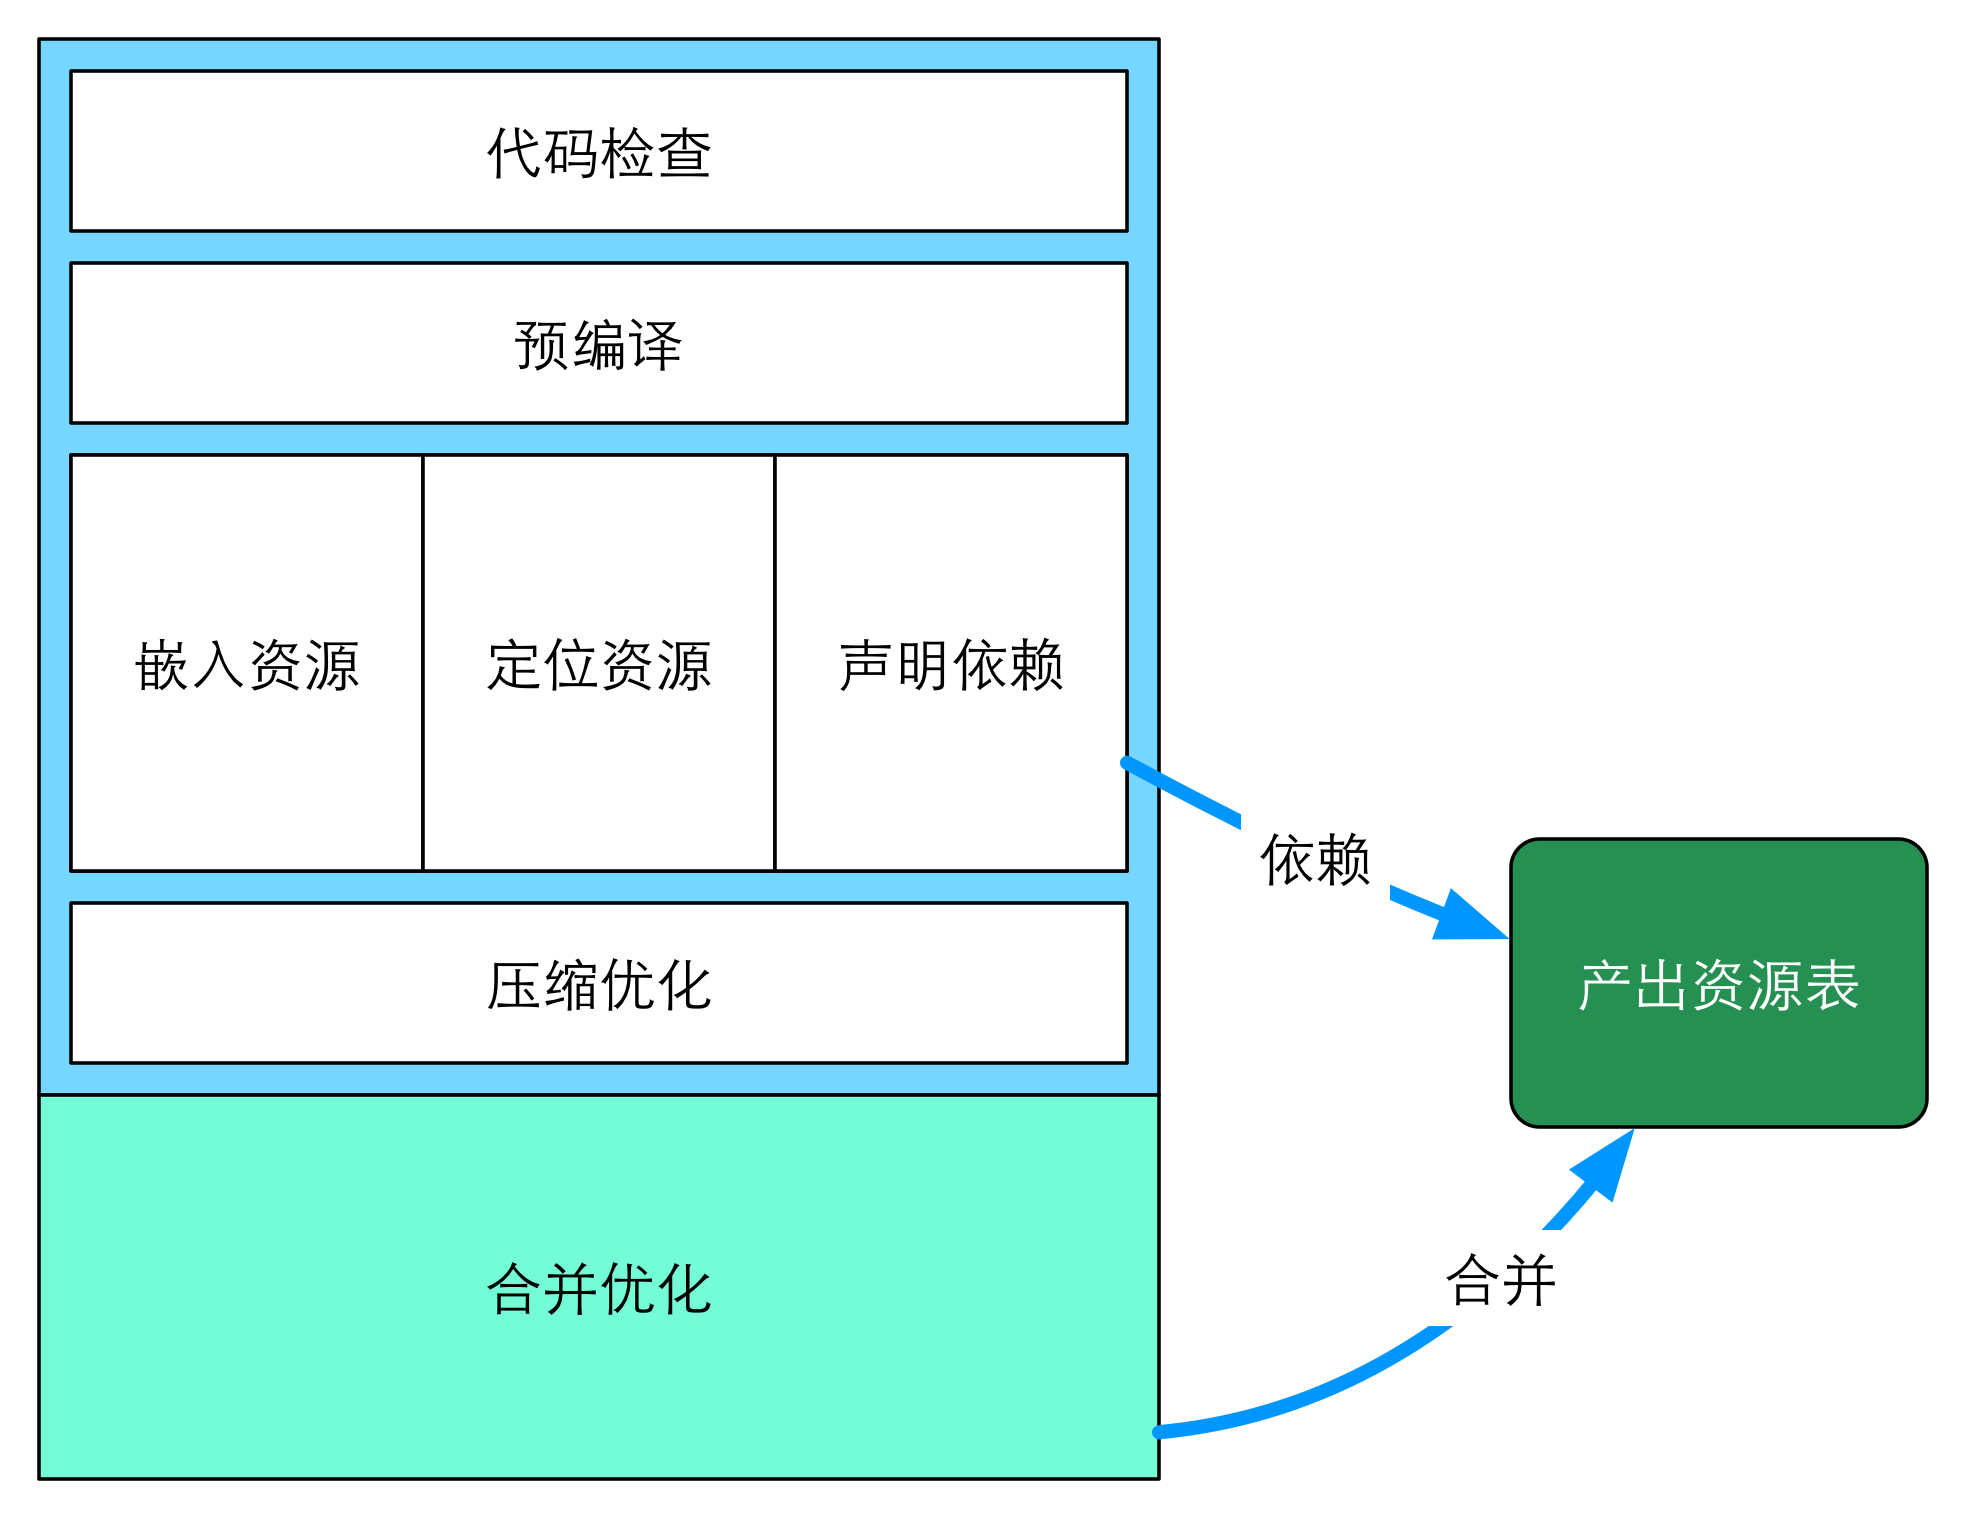 代码检查
预编译
嵌入资源
定位资源
声明依赖
依赖
压缩优化
产出资源表
合并优化
合并